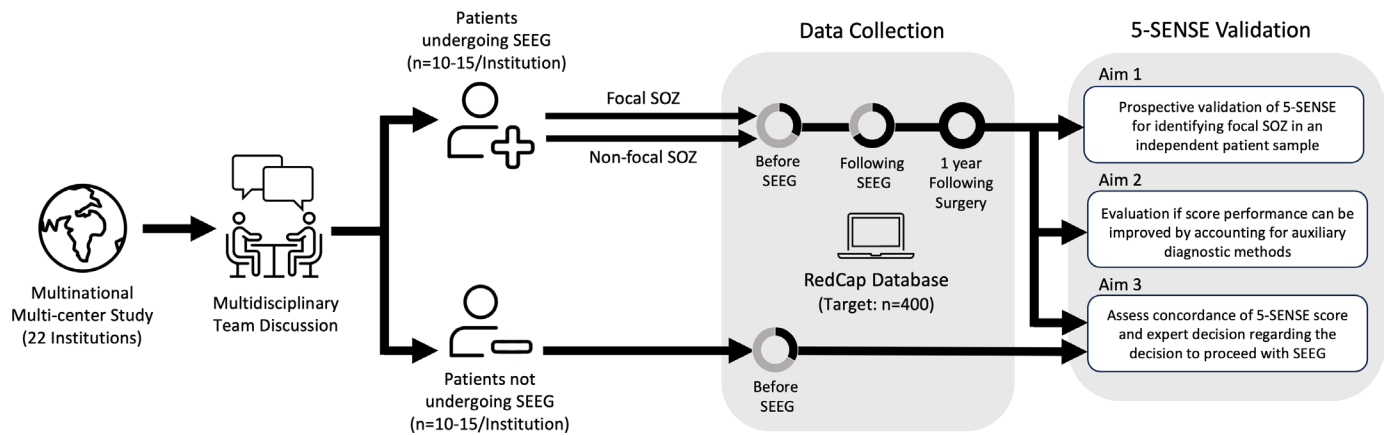 Multinational
Multi-center Study
(22 Institutions)
Multidisciplinary
Team Discussion
Patients
undergoing SEEG
(n=10-15/Institution)
Focal SOZ
Non-focal SOZ
Patients not
undergoing SEEG
(n=10-15/Institution)
Data Collection
Before
SEEG
Following
SEEG
1 year
Following
Surgery
RedCap Database
(Target: n=400)
Before
SEEG
5-SENSE Validation
Aim 1
Prospective validation of 5-SENSE
for identifying focal SOZ in an
independent patient sample
Aim 2
Evaluation if score performance can be
improved by accounting for auxiliary
diagnostic methods
Aim 3
Assess concordance of 5-SENSE score
and expert decision regarding the
decision to proceed with SEEG